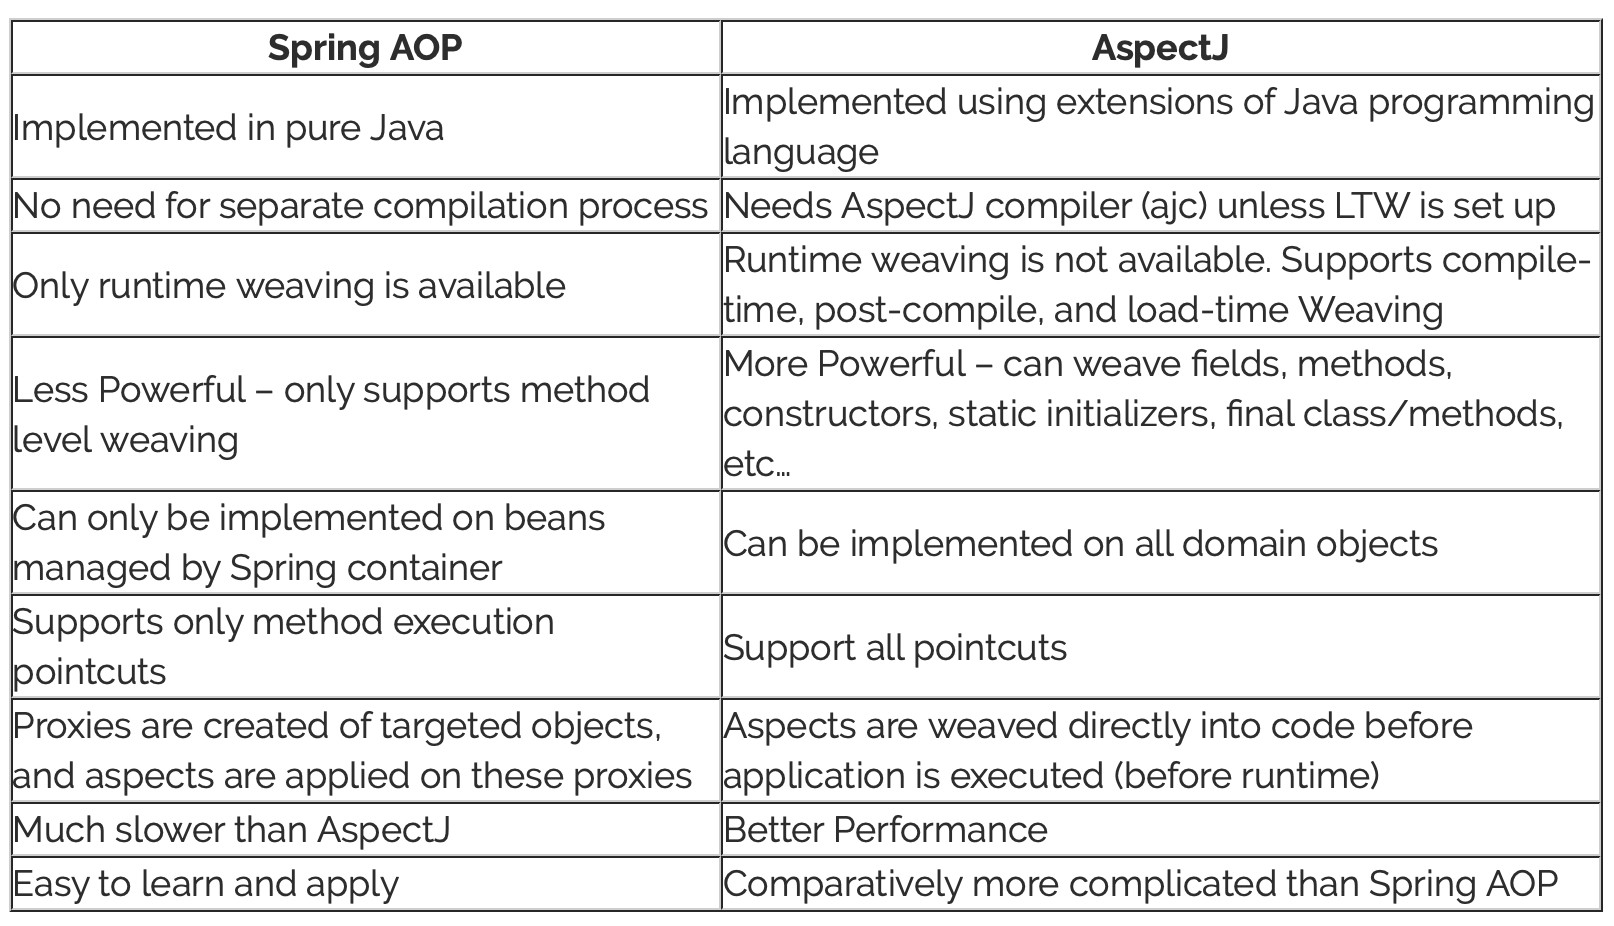 Spring AOP
AspectJ
Implemented in pure Java
Implemented using extensions of Java programming
language
No need for separate compilation process
Needs AspectJ compiler (ajc) unless LTW is set up
Only runtime weaving is available
Runtime weaving is not available. Supports compile-
time, post-compile, and load-time Weaving
Less Powerful – only supports method
level weaving
More Powerful – can weave fields, methods,
constructors, static initializers, final class/methods,
etc…
Can only be implemented on beans
managed by Spring container
Can be implemented on all domain objects
Supports only method execution
pointcuts
Support all pointcuts
Proxies are created of targeted objects,
and aspects are applied on these proxies
Aspects are weaved directly into code before
application is executed (before runtime)
Much slower than AspectJ
Better Performance
Easy to learn and apply
Comparatively more complicated than Spring AOP